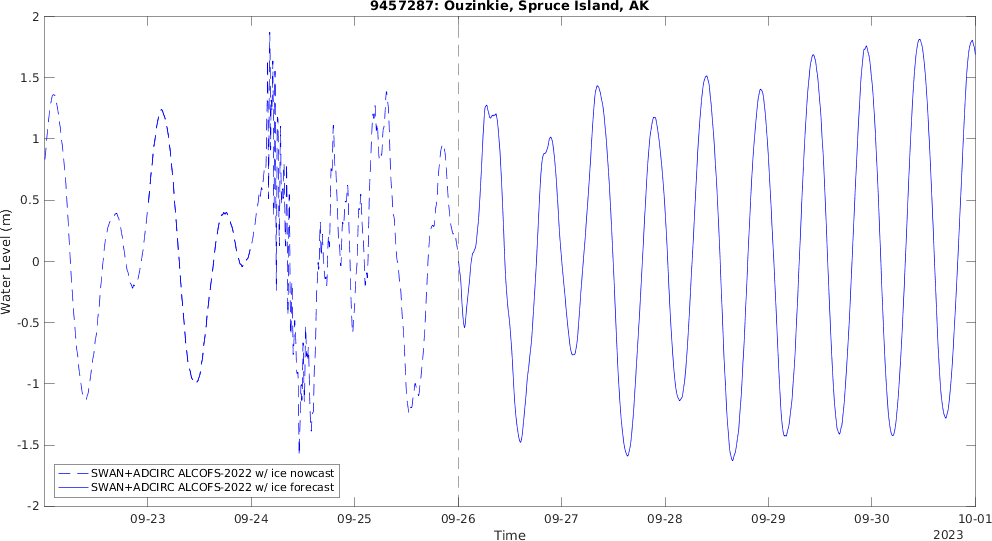 9457287: Ouzinkie, Spruce Island, AK
Water Level (m)
2
1.5
1
0.5
0
-0.5
-1
-1.5
-2
SWAN+ADCIRC ALCOFS-2022 w/ ice nowcast
SWAN+ADCIRC ALCOFS-2022 w/ ice forecast
09-23 09-24 09-25 09-26 09-27 09-28 09-29 09-30 10-01
Time
2023